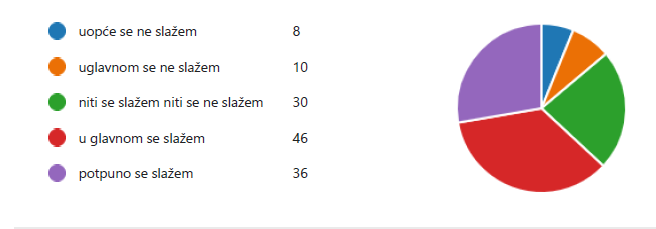 uopće se ne slažem 8
uglavnom se ne slažem 10
niti se slažem niti se ne slažem 30
u glavnom se slažem 46
potpuno se slažem 36